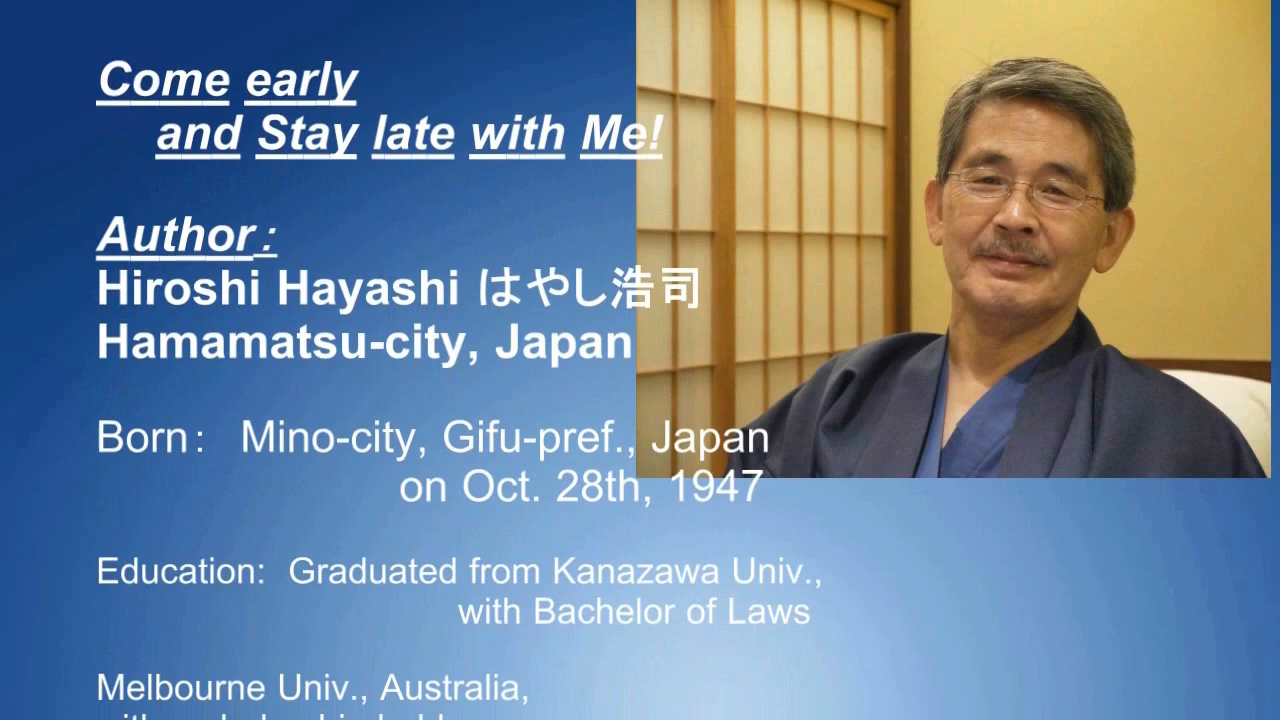 Come early
and Stay late with Me!
Author：
Hiroshi Hayashi はやし浩司
Hamamatsu-city, Japan
Born： Mino-city, Gifu-pref., Japan
on Oct. 28th, 1947
Education: Graduated from Kanazawa Univ.,
with Bachelor of Laws
Melbourne Univ., Australia,